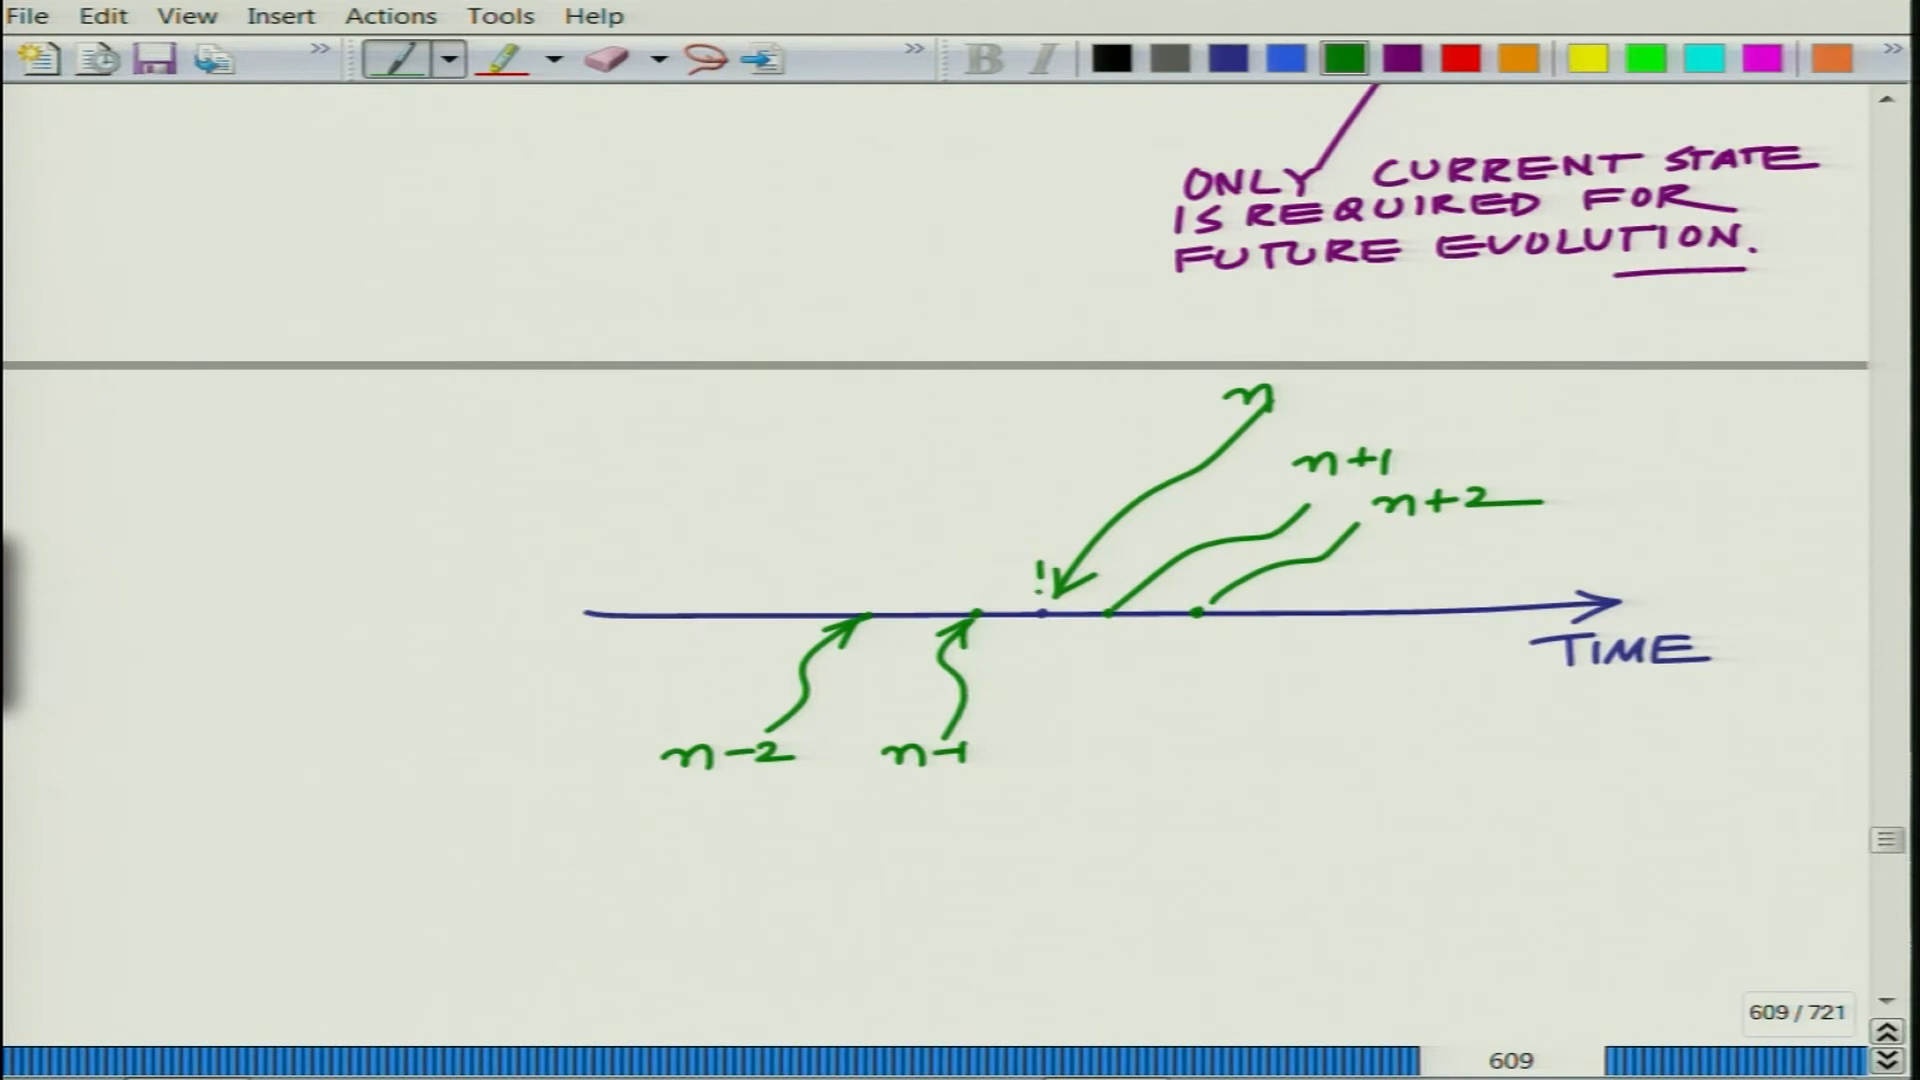 File Edit View Insert Actions Tools Help
B I
ONLY CURRENT STATE
IS REQUIRED FOR
FUTURE EVOLUTION.
n
n+1
n+2
!
TIME
n-2 n-1
609 / 721
609